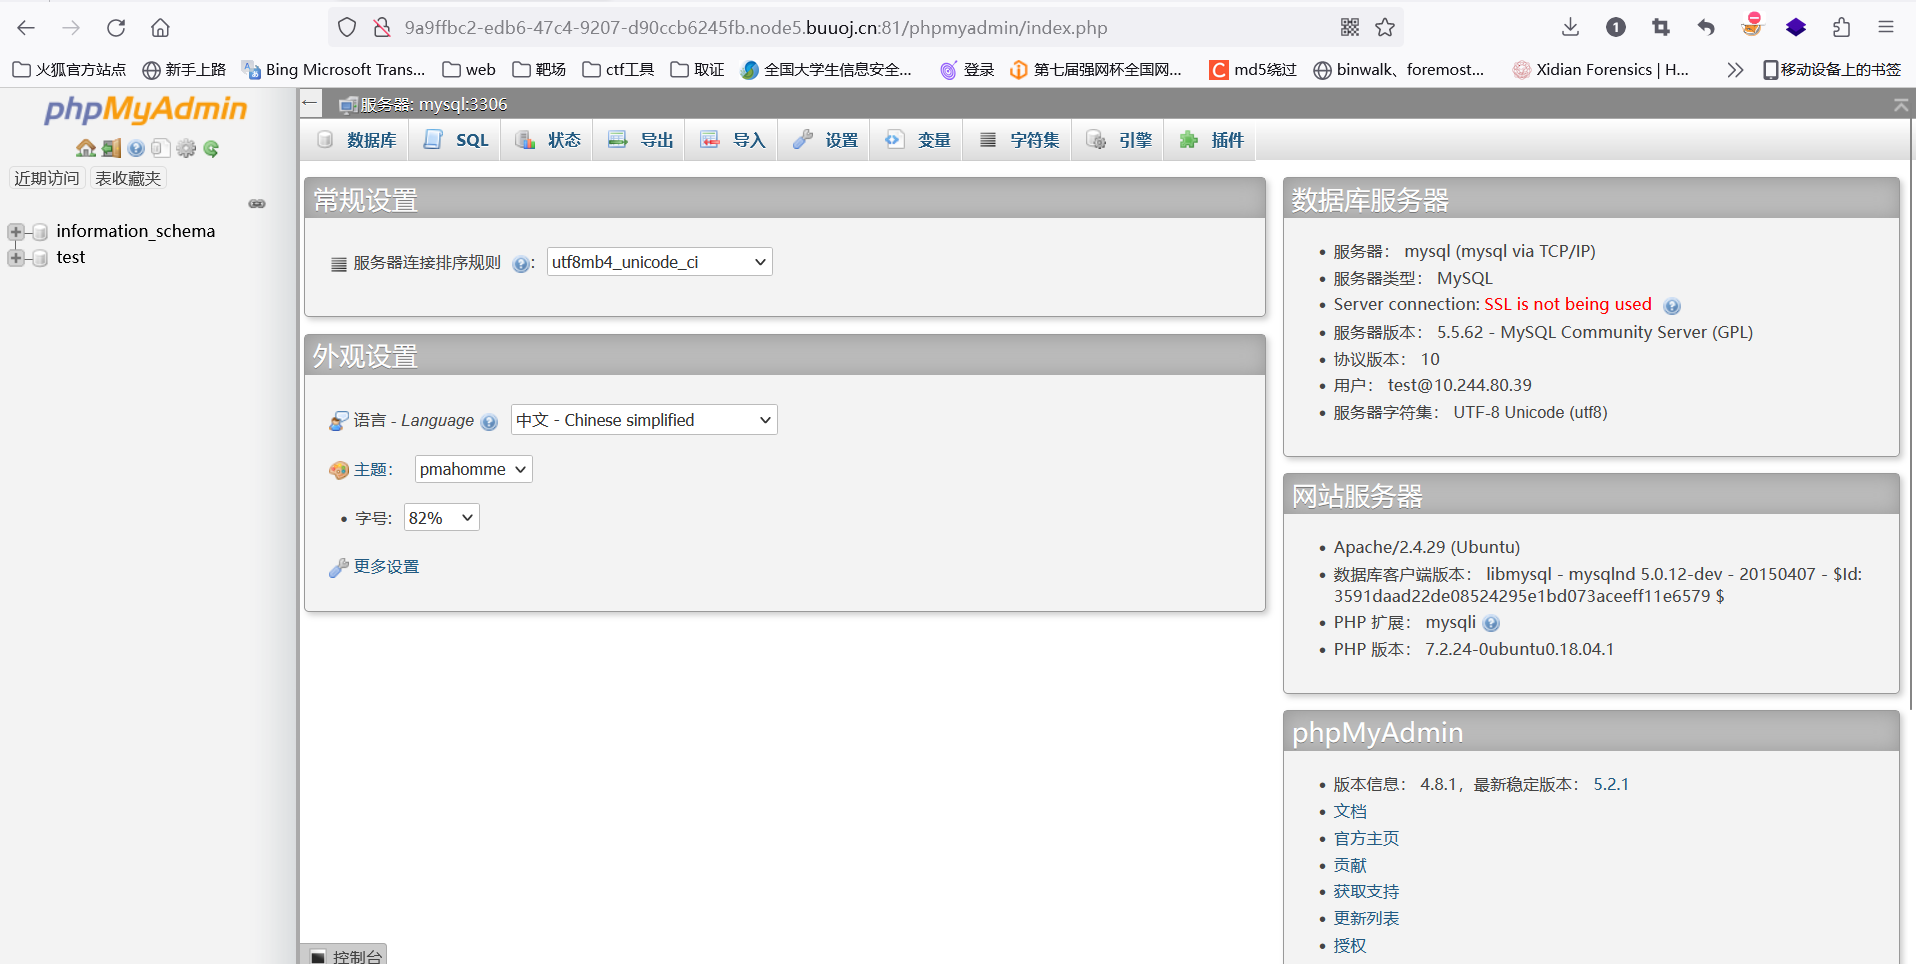 9a9ffbc2-edb6-47c4-9207-d90ccb6245fb.node5.buuoj.cn:81/phpmyadmin/index.php
1
火狐官方站点 新手上路 Bing Microsoft Trans... web 靶场 ctf工具 取证 全国大学生信息安全... 登录 第七届强网杯全国网... md5绕过 binwalk、foremost... Xidian Forensics | H... 移动设备上的书签
phpMyAdmin
近期访问 表收藏夹
information_schema
test
服务器: mysql:3306
数据库 SQL 状态 导出 导入 设置 变量 字符集 引擎 插件
常规设置
服务器连接排序规则 : utf8mb4_unicode_ci
外观设置
语言 - Language 中文 - Chinese simplified
主题： pmahomme
• 字号: 82%
更多设置
数据库服务器
• 服务器： mysql (mysql via TCP/IP)
• 服务器类型： MySQL
• Server connection: SSL is not being used
• 服务器版本： 5.5.62 - MySQL Community Server (GPL)
• 协议版本： 10
• 用户： test@10.244.80.39
• 服务器字符集： UTF-8 Unicode (utf8)
网站服务器
• Apache/2.4.29 (Ubuntu)
• 数据库客户端版本： libmysql - mysqlnd 5.0.12-dev - 20150407 - $Id:
3591daad22de08524295e1bd073aceeff11e6579 $
• PHP 扩展： mysqli
• PHP 版本： 7.2.24-0ubuntu0.18.04.1
phpMyAdmin
• 版本信息： 4.8.1，最新稳定版本： 5.2.1
• 文档
• 官方主页
• 贡献
• 获取支持
• 更新列表
• 授权
控制台